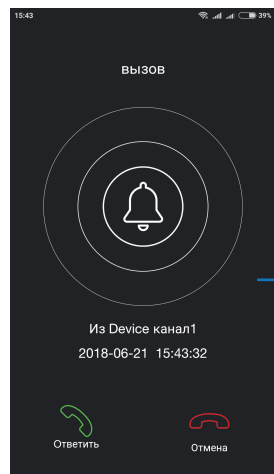 15:43 39%
вызов
Из Device канал1
2018-06-21 15:43:32
Ответить Отмена